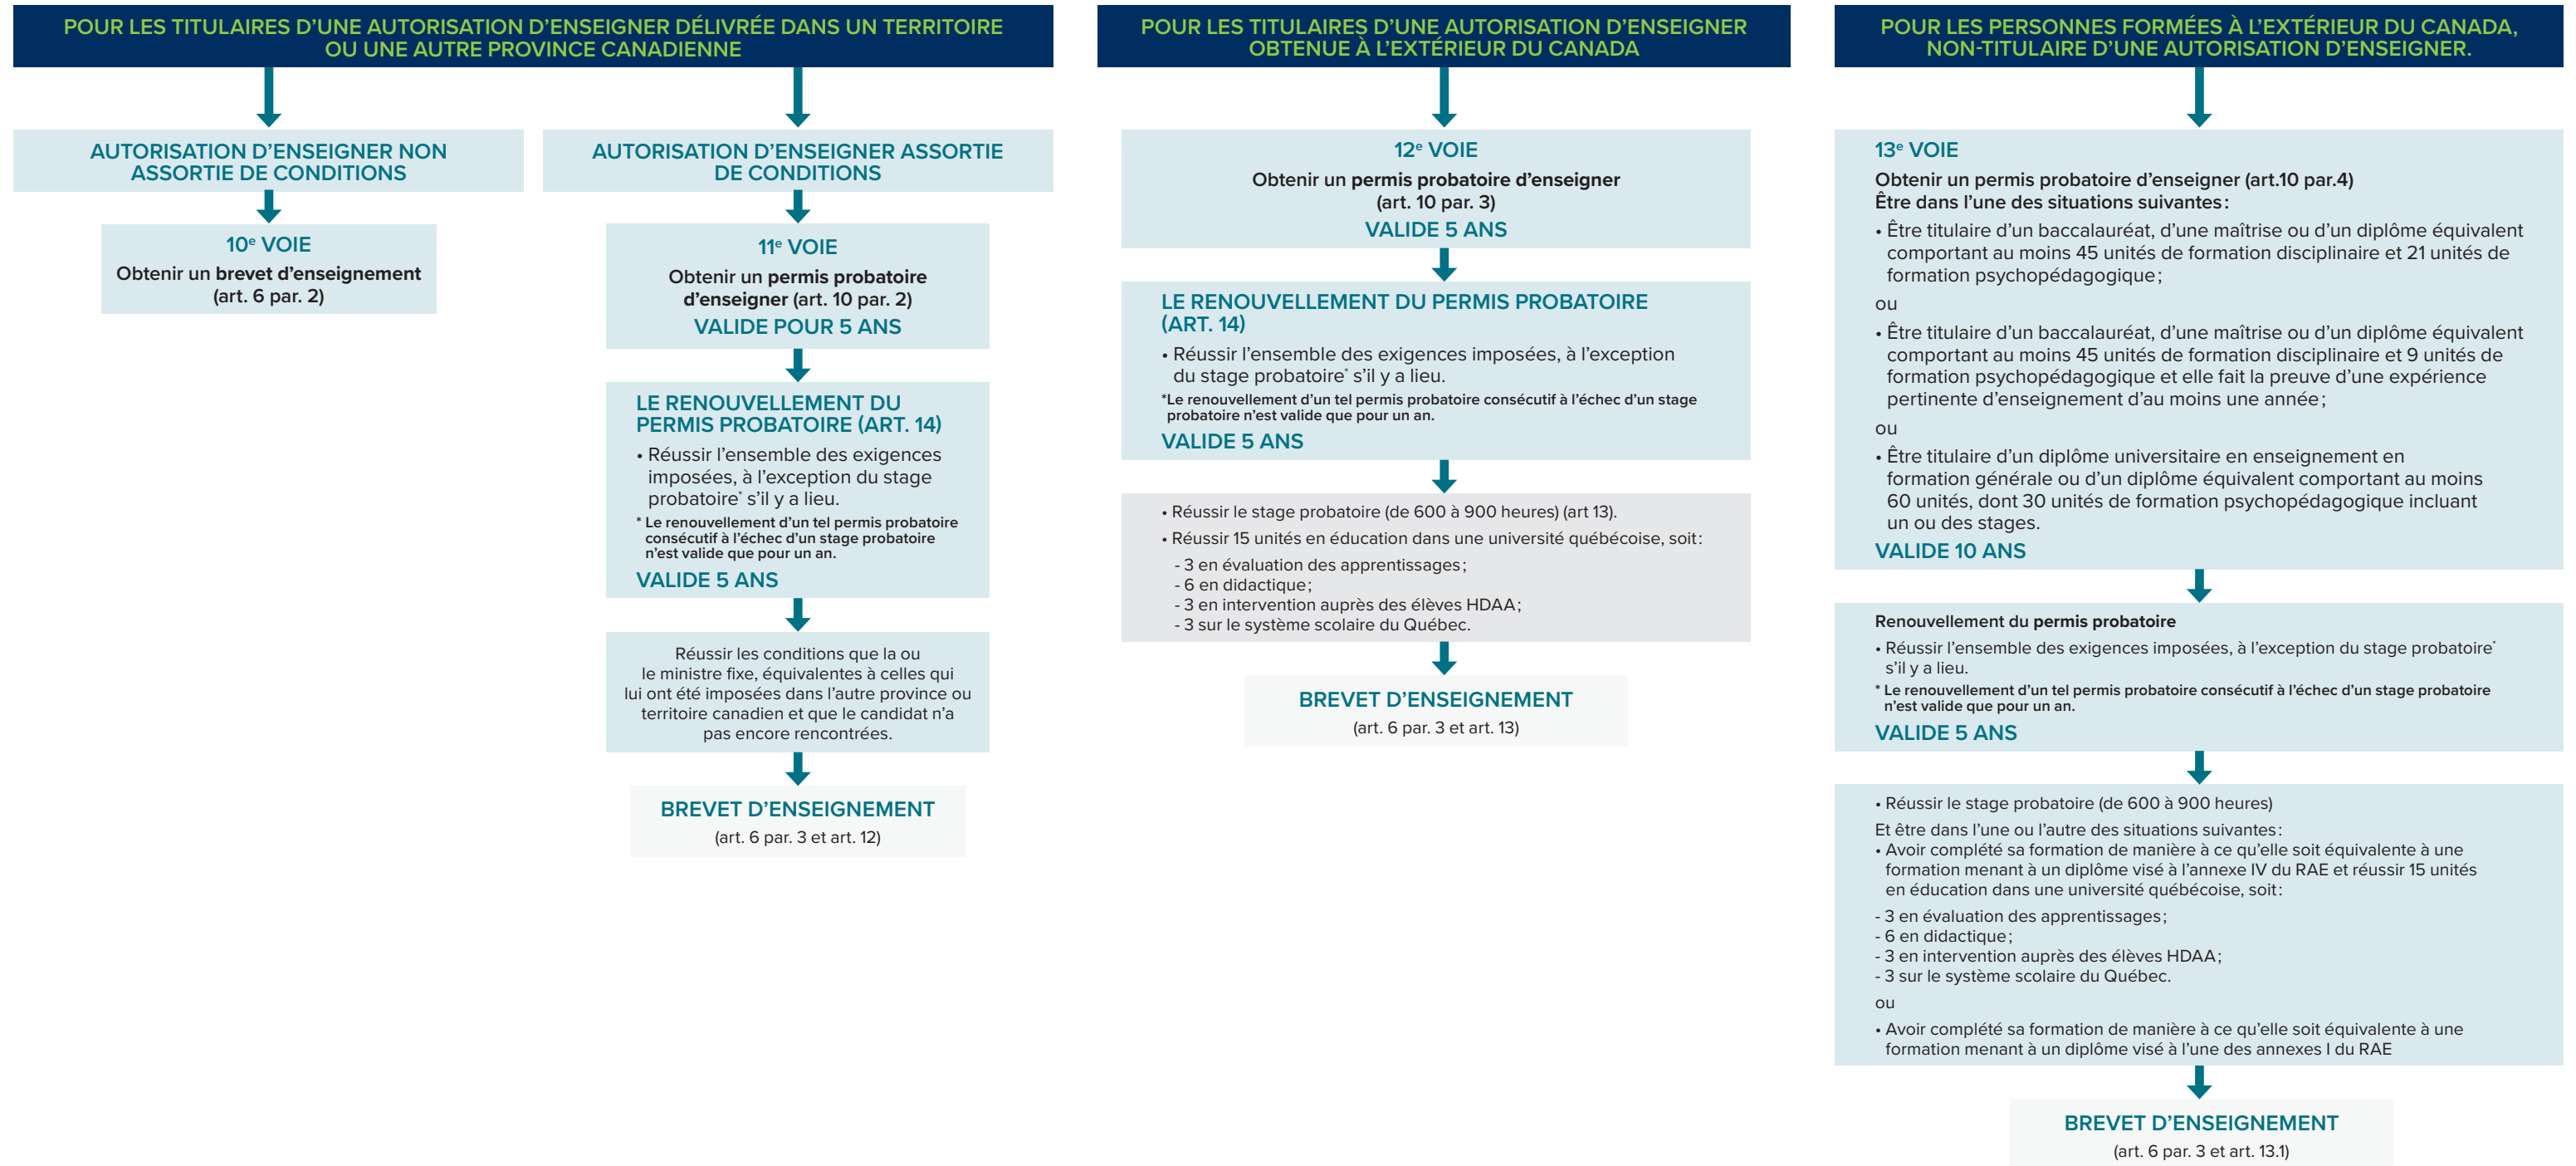 POUR LES TITULAIRES D’UNE AUTORISATION D’ENSEIGNER DÉLIVRÉE DANS UN TERRITOIRE
OU UNE AUTRE PROVINCE CANADIENNE
AUTORISATION D’ENSEIGNER NON
ASSORTIE DE CONDITIONS
10e VOIE
Obtenir un brevet d’enseignement
(art. 6 par. 2)
AUTORISATION D’ENSEIGNER ASSORTIE
DE CONDITIONS
11e VOIE
Obtenir un permis probatoire
d’enseigner (art. 10 par. 2)
VALIDE POUR 5 ANS
LE RENOUVELLEMENT DU
PERMIS PROBATOIRE (ART. 14)
• Réussir l’ensemble des exigences
imposées, à l’exception du stage
probatoire* s’il y a lieu.
* Le renouvellement d’un tel permis probatoire
consécutif à l’échec d’un stage probatoire
n’est valide que pour un an.
VALIDE 5 ANS
Réussir les conditions que la ou
le ministre fixe, équivalentes à celles qui
lui ont été imposées dans l’autre province ou
territoire canadien et que le candidat n’a
pas encore rencontrées.
BREVET D’ENSEIGNEMENT
(art. 6 par. 3 et art. 12)
POUR LES TITULAIRES D’UNE AUTORISATION D’ENSEIGNER
OBTENUE À L’EXTÉRIEUR DU CANADA
12e VOIE
Obtenir un permis probatoire d’enseigner
(art. 10 par. 3)
VALIDE 5 ANS
LE RENOUVELLEMENT DU PERMIS PROBATOIRE
(ART. 14)
• Réussir l’ensemble des exigences imposées, à l’exception
du stage probatoire* s’il y a lieu.
*Le renouvellement d’un tel permis probatoire consécutif à l’échec d’un stage
probatoire n’est valide que pour un an.
VALIDE 5 ANS
• Réussir le stage probatoire (de 600 à 900 heures) (art 13).
• Réussir 15 unités en éducation dans une université québécoise, soit :
- 3 en évaluation des apprentissages ;
- 6 en didactique ;
- 3 en intervention auprès des élèves HDAA ;
- 3 sur le système scolaire du Québec.
BREVET D’ENSEIGNEMENT
(art. 6 par. 3 et art. 13)
POUR LES PERSONNES FORMÉES À L’EXTÉRIEUR DU CANADA,
NON-TITULAIRE D’UNE AUTORISATION D’ENSEIGNER.
13e VOIE
Obtenir un permis probatoire d’enseigner (art.10 par.4)
Être dans l’une des situations suivantes :
• Être titulaire d’un baccalauréat, d’une maîtrise ou d’un diplôme équivalent
comportant au moins 45 unités de formation disciplinaire et 21 unités de
formation psychopédagogique ;
ou
• Être titulaire d’un baccalauréat, d’une maîtrise ou d’un diplôme équivalent
comportant au moins 45 unités de formation disciplinaire et 9 unités de
formation psychopédagogique et elle fait la preuve d’une expérience
pertinente d’enseignement d’au moins une année ;
ou
• Être titulaire d’un diplôme universitaire en enseignement en
formation générale ou d’un diplôme équivalent comportant au moins
60 unités, dont 30 unités de formation psychopédagogique incluant
un ou des stages.
VALIDE 10 ANS
Renouvellement du permis probatoire
• Réussir l’ensemble des exigences imposées, à l’exception du stage probatoire*
s’il y a lieu.
* Le renouvellement d’un tel permis probatoire consécutif à l’échec d’un stage probatoire
n’est valide que pour un an.
VALIDE 5 ANS
• Réussir le stage probatoire (de 600 à 900 heures)
Et être dans l’une ou l’autre des situations suivantes :
• Avoir complété sa formation de manière à ce qu’elle soit équivalente à une
formation menant à un diplôme visé à l’annexe IV du RAE et réussir 15 unités
en éducation dans une université québécoise, soit :
- 3 en évaluation des apprentissages ;
- 6 en didactique ;
- 3 en intervention auprès des élèves HDAA ;
- 3 sur le système scolaire du Québec.
ou
• Avoir complété sa formation de manière à ce qu’elle soit équivalente à une
formation menant à un diplôme visé à l’une des annexes I du RAE
BREVET D’ENSEIGNEMENT
(art. 6 par. 3 et art. 13.1)